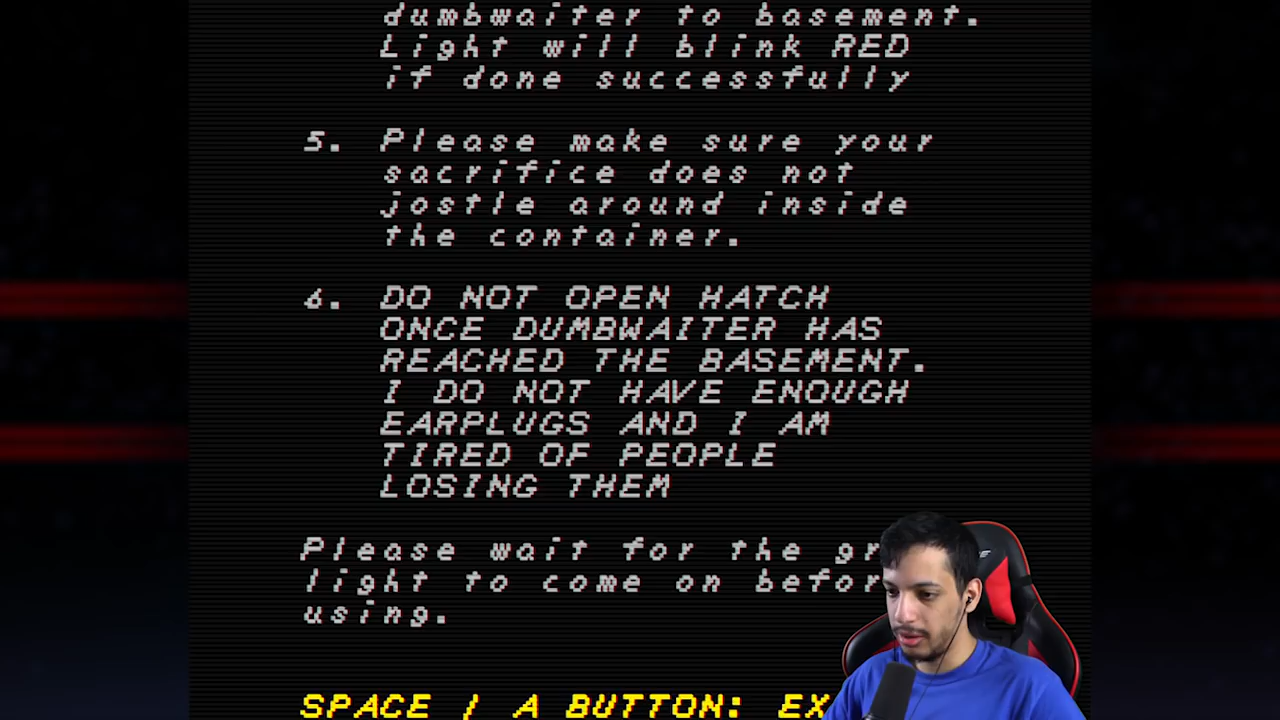 dumbwaiter to basement.
Light will blink RED
if done successfully
5. Please make sure your
sacrifice does not
jostle around inside
the container.
6. DO NOT OPEN HATCH
ONCE DUMBWAITER HAS
REACHED THE BASEMENT.
I DO NOT HAVE ENOUGH
EARPLUGS AND I AM
TIRED OF PEOPLE
LOSING THEM
Please wait for the
light to come on
using.
SPACE / A BUTTON: